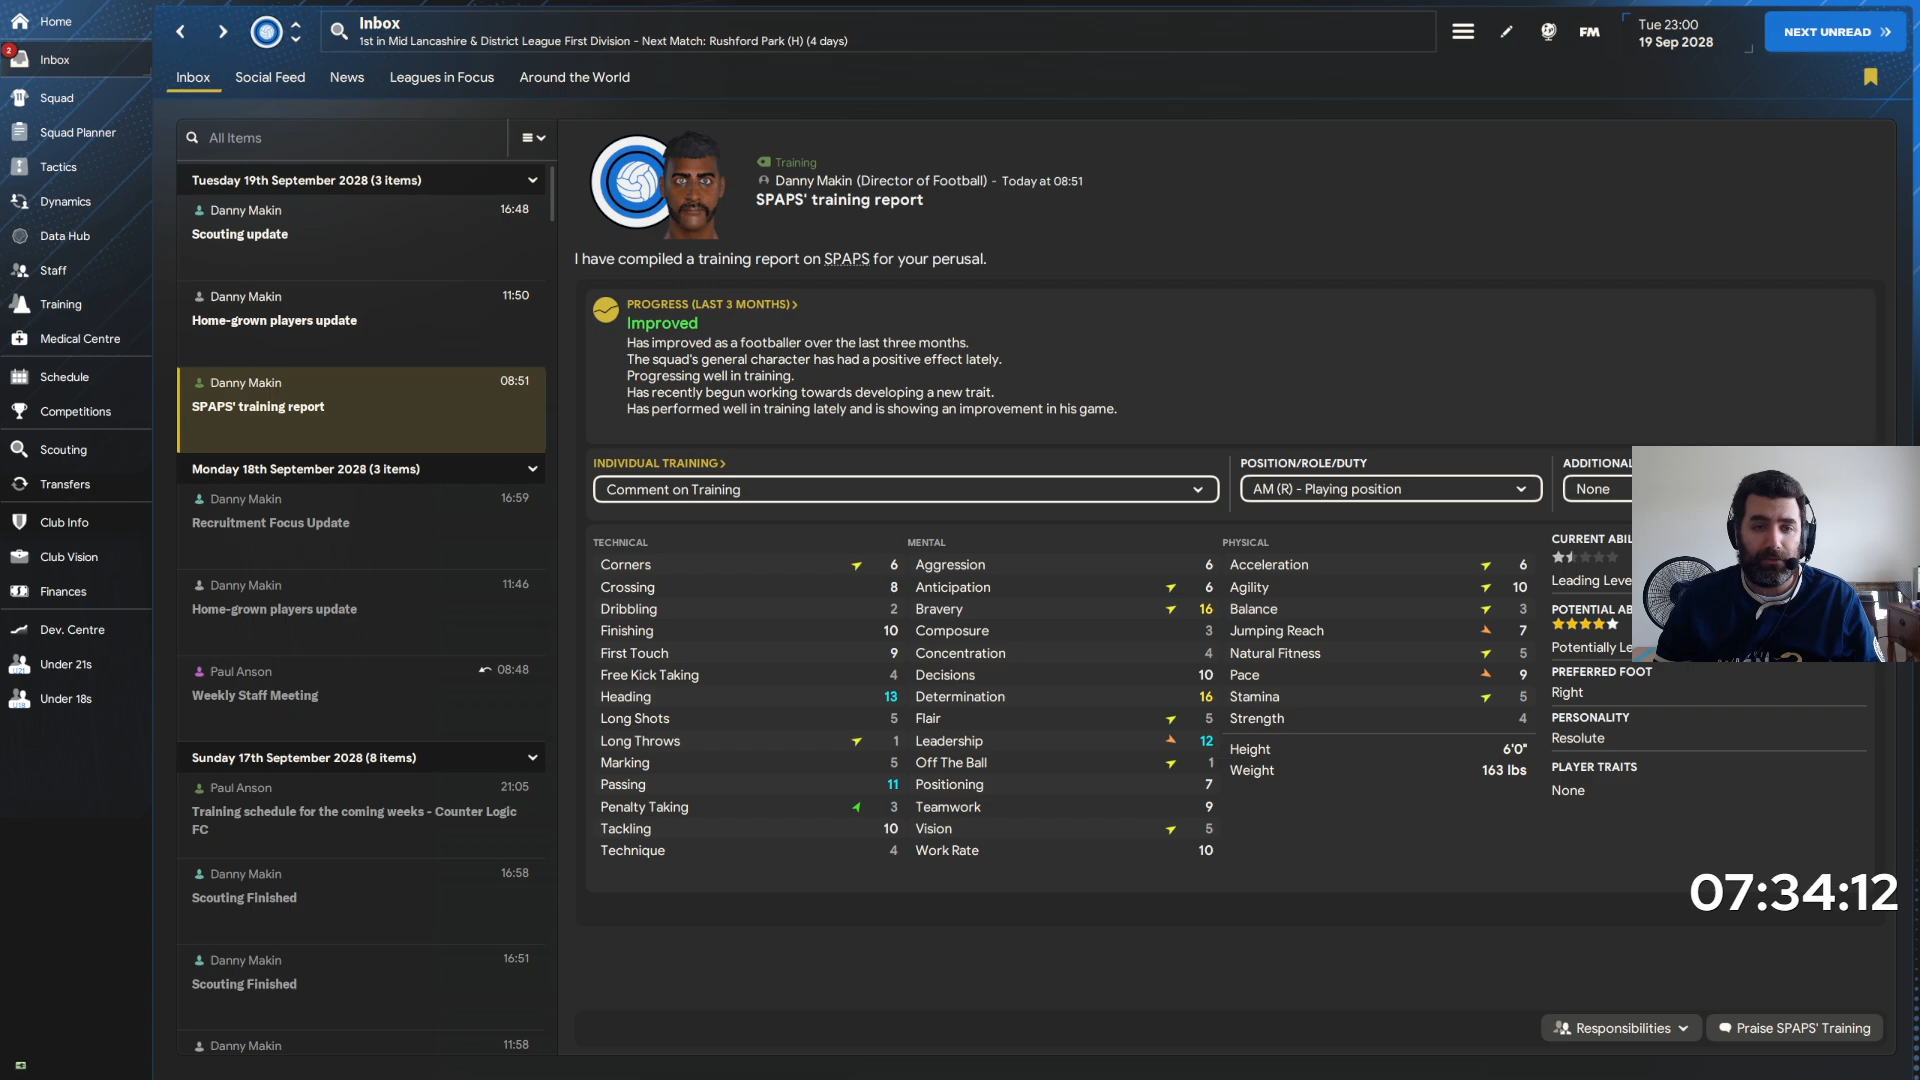 Home
2
Inbox
Squad
Squad Planner
Tactics
Dynamics
Data Hub
Staff
Training
Medical Centre
Schedule
Competitions
Scouting
Transfers
Club Info
Club Vision
Finances
Dev. Centre
Under 21s
Under 18s
Inbox
1st in Mid Lancashire & District League First Division - Next Match: Rushford Park (H) (4 days)
FM
Tue 23:00
19 Sep 2028
NEXT UNREAD
Inbox
Social Feed
News
Leagues in Focus
Around the World
All Items
Tuesday 19th September 2028 (3 items)
Danny Makin 16:48
Scouting update
Danny Makin 11:50
Home-grown players update
Danny Makin 08:51
SPAPS' training report
Monday 18th September 2028 (3 items)
Danny Makin 16:59
Recruitment Focus Update
Danny Makin 11:46
Home-grown players update
Paul Anson 08:48
Weekly Staff Meeting
Sunday 17th September 2028 (8 items)
Paul Anson 21:05
Training schedule for the coming weeks - Counter Logic
FC
Danny Makin 16:58
Scouting Finished
Danny Makin 16:51
Scouting Finished
Danny Makin 11:58
Training
Danny Makin (Director of Football) - Today at 08:51
SPAPS' training report
I have compiled a training report on SPAPS for your perusal.
PROGRESS (LAST 3 MONTHS)
Improved
Has improved as a footballer over the last three months.
The squad's general character has had a positive effect lately.
Progressing well in training.
Has recently begun working towards developing a new trait.
Has performed well in training lately and is showing an improvement in his game.
INDIVIDUAL TRAINING
Comment on Training
POSITION/ROLE/DUTY
AM (R) - Playing position
ADDITIONAL
None
TECHNICAL
Corners 6
Crossing 8
Dribbling 2
Finishing 10
First Touch 9
Free Kick Taking 4
Heading 13
Long Shots 5
Long Throws 1
Marking 5
Passing 11
Penalty Taking 3
Tackling 10
Technique 4
MENTAL
Aggression 6
Anticipation 6
Bravery 16
Composure 3
Concentration 4
Decisions 10
Determination 16
Flair 5
Leadership 12
Off The Ball 1
Positioning 7
Teamwork 9
Vision 5
Work Rate 10
PHYSICAL
Acceleration 6
Agility 10
Balance 3
Jumping Reach 7
Natural Fitness 5
Pace 9
Stamina 5
Strength 4
Height 6'0"
Weight 163 lbs
CURRENT ABIL
Leading Leve
POTENTIAL AB
Potentially Le
PREFERRED FOOT
Right
PERSONALITY
Resolute
PLAYER TRAITS
None
07:34:12
Responsibilities
Praise SPAPS' Training